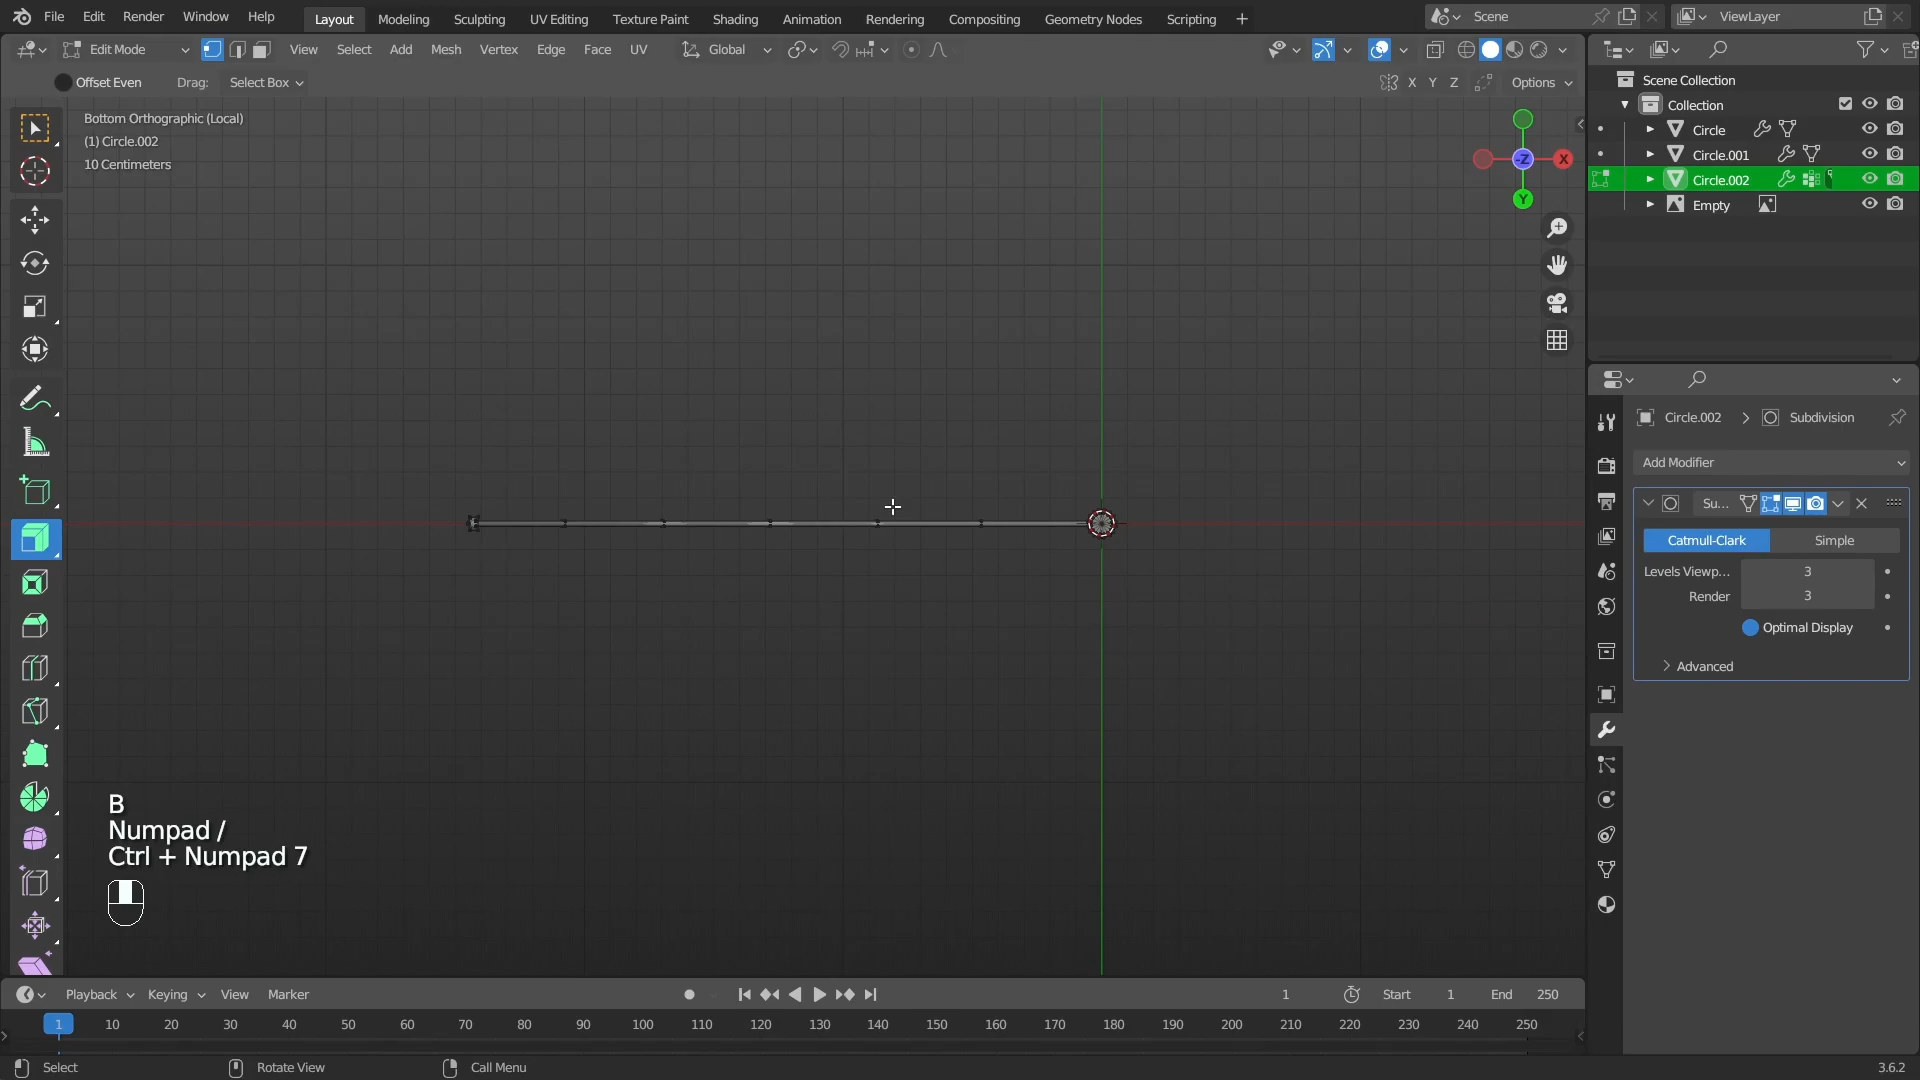 File Edit Render Window Help Layout Modeling Sculpting UV Editing Texture Paint Shading Animation Rendering Compositing Geometry Nodes Scripting Scene ViewLayer
Edit Mode View Select Add Mesh Vertex Edge Face UV Global
Offset Even Drag: Select Box X Y Z Options
Bottom Orthographic (Local)
(1) Circle.002
10 Centimeters
-Z X
Y
Scene Collection
Collection
Circle
Circle.001
Circle.002
Empty
Circle.002 Subdivision
Add Modifier
Su...
Catmull-Clark Simple
Levels Viewp... 3
Render 3
Optimal Display
Advanced
B
Numpad /
Ctrl + Numpad 7
Playback Keying View Marker 1 Start 1 End 250
1 10 20 30 40 50 60 70 80 90 100 110 120 130 140 150 160 170 180 190 200 210 220 230 240 250
Select Rotate View Call Menu 3.6.2